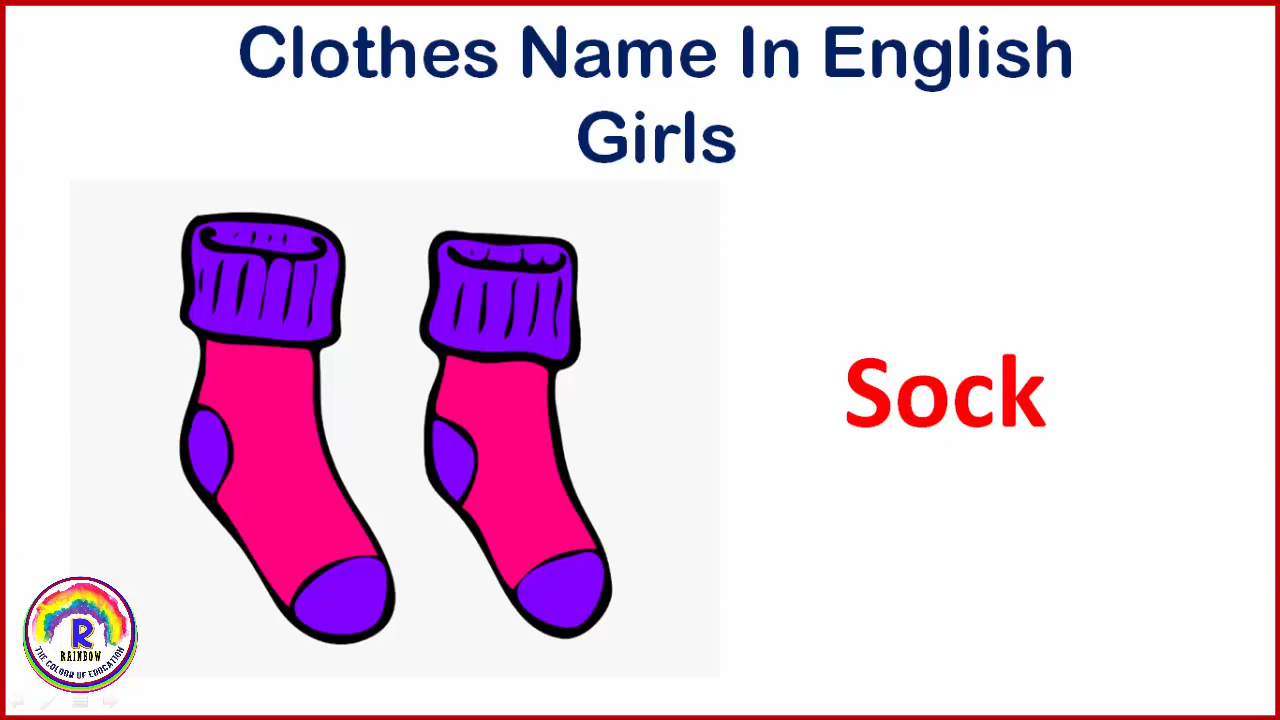 Clothes Name In English
Girls
Sock
R
RAINBOW
THE COLOUR OF EDUCATION